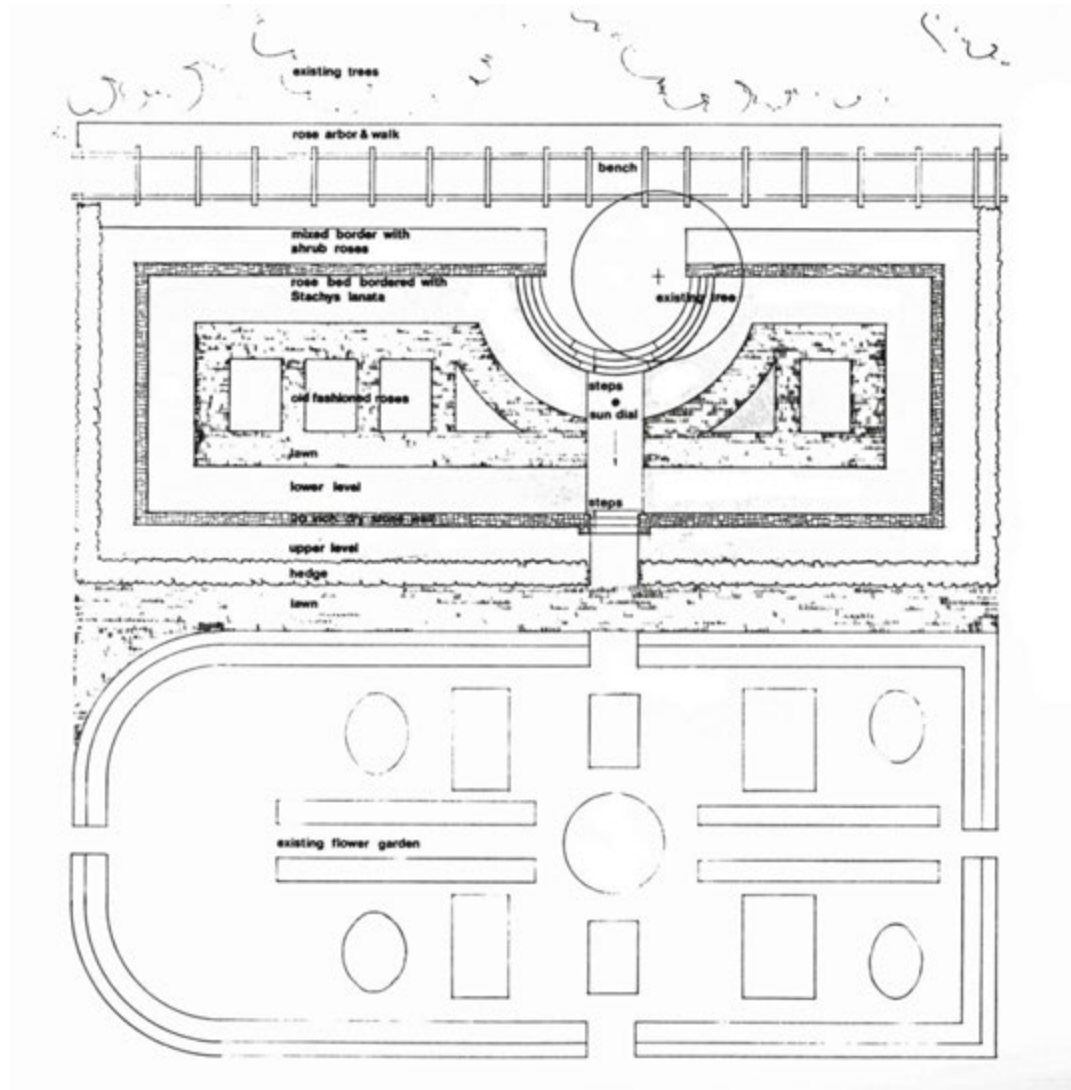 existing trees
rose arbor & walk
bench
mixed border with
shrub roses
rose bed bordered with
Stachys lanata
existing tree
steps
old fashioned roses
sun dial
lawn
lower level
steps
20 inch dry stone wall
upper level
hedge
lawn
existing flower garden